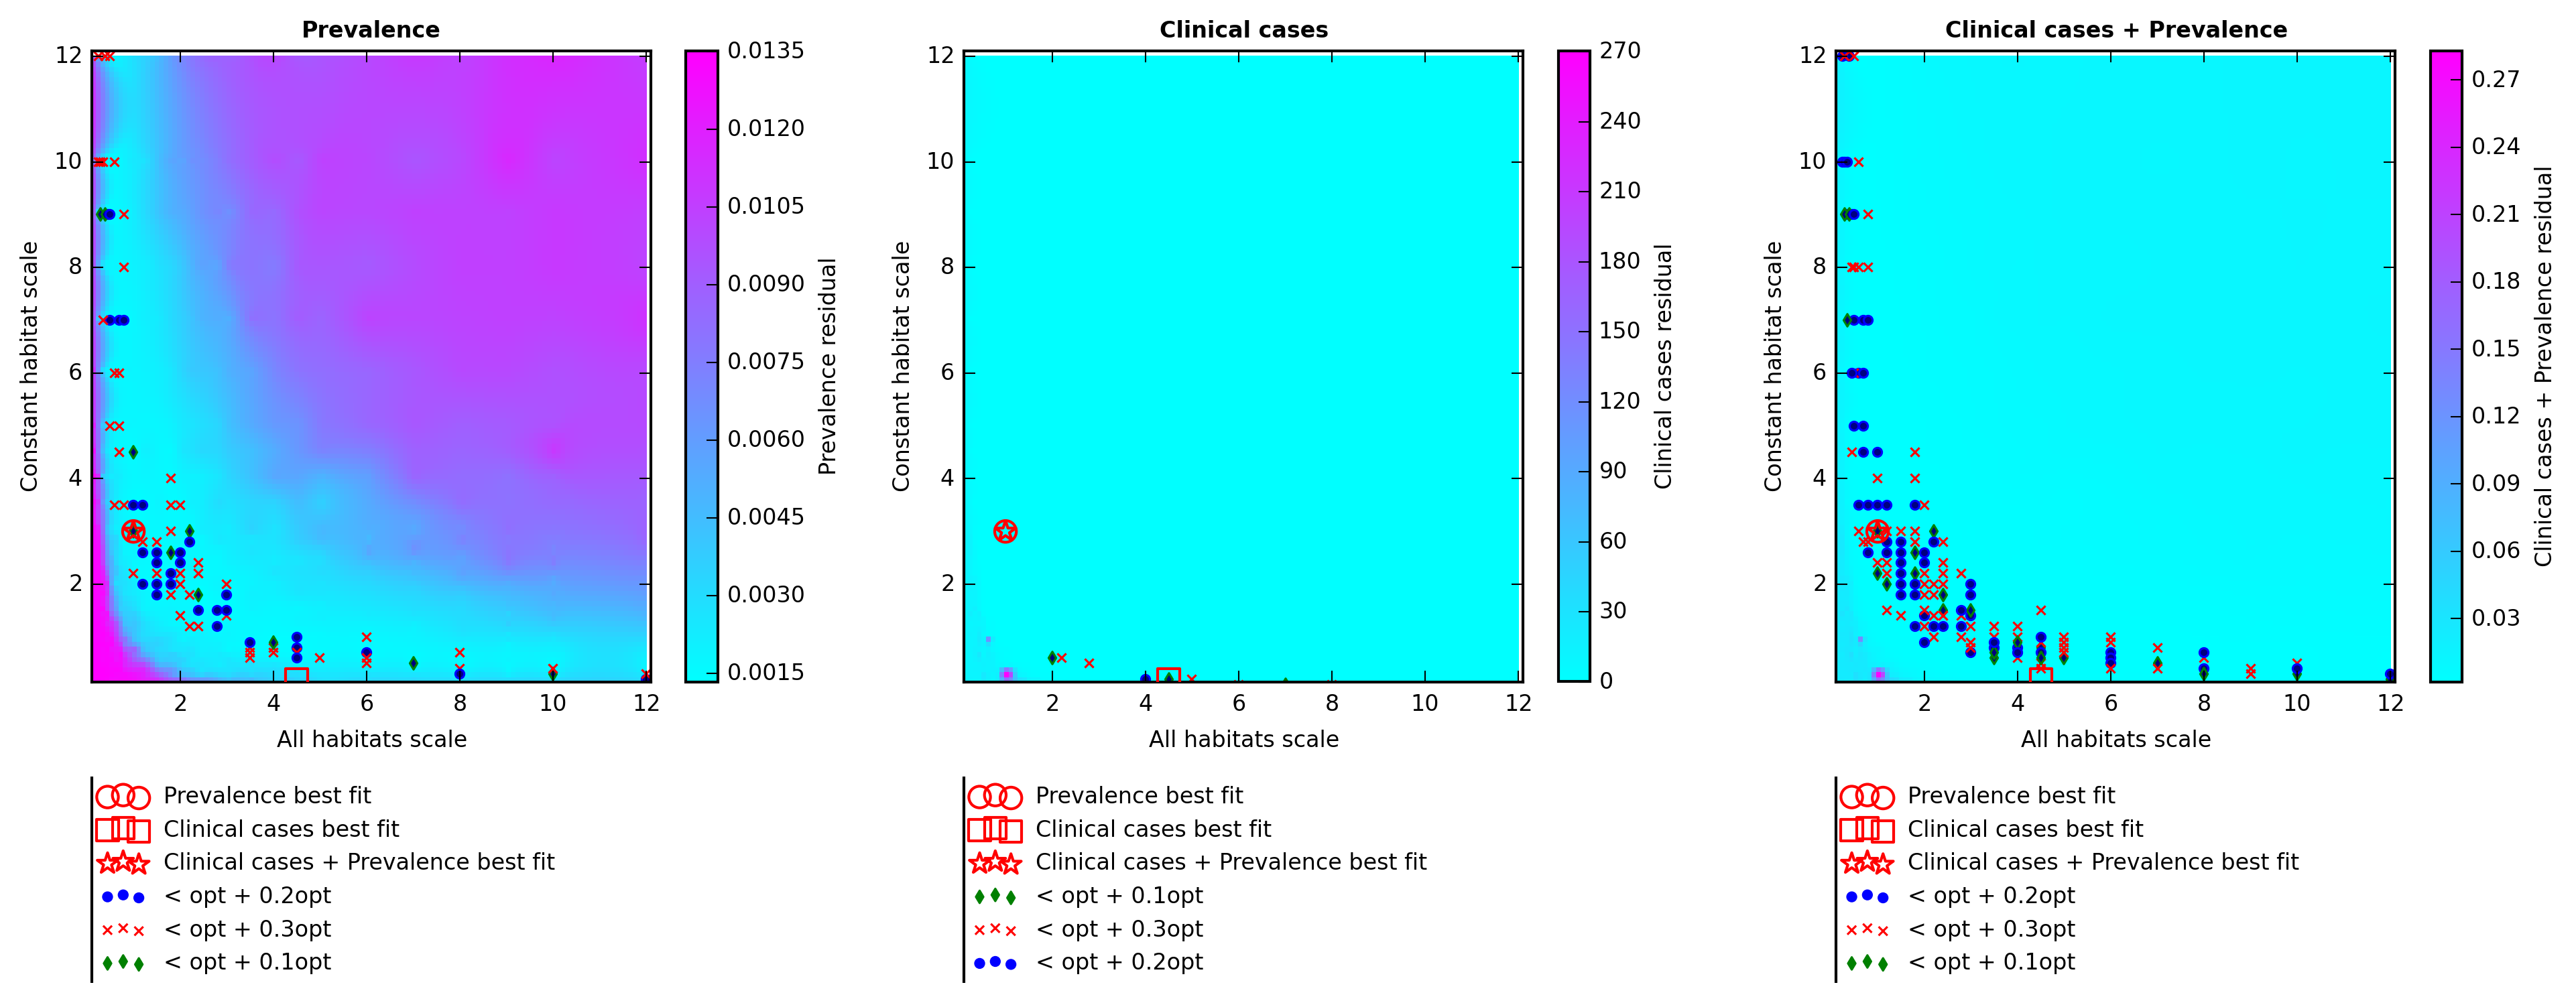 Prevalence
12
10
8
6
4
2
Constant habitat scale
2 4 6 8 10 12
All habitats scale
0.0135
0.0120
0.0105
0.0090
0.0075
0.0060
0.0045
0.0030
0.0015
Prevalence residual
Prevalence best fit
Clinical cases best fit
Clinical cases + Prevalence best fit
< opt + 0.2opt
< opt + 0.3opt
< opt + 0.1opt
Clinical cases
12
10
8
6
4
2
Constant habitat scale
2 4 6 8 10 12
All habitats scale
270
240
210
180
150
120
90
60
30
0
Clinical cases residual
Prevalence best fit
Clinical cases best fit
Clinical cases + Prevalence best fit
< opt + 0.1opt
< opt + 0.3opt
< opt + 0.2opt
Clinical cases + Prevalence
12
10
8
6
4
2
Constant habitat scale
2 4 6 8 10 12
All habitats scale
0.27
0.24
0.21
0.18
0.15
0.12
0.09
0.06
0.03
Clinical cases + Prevalence residual
Prevalence best fit
Clinical cases best fit
Clinical cases + Prevalence best fit
< opt + 0.2opt
< opt + 0.3opt
< opt + 0.1opt